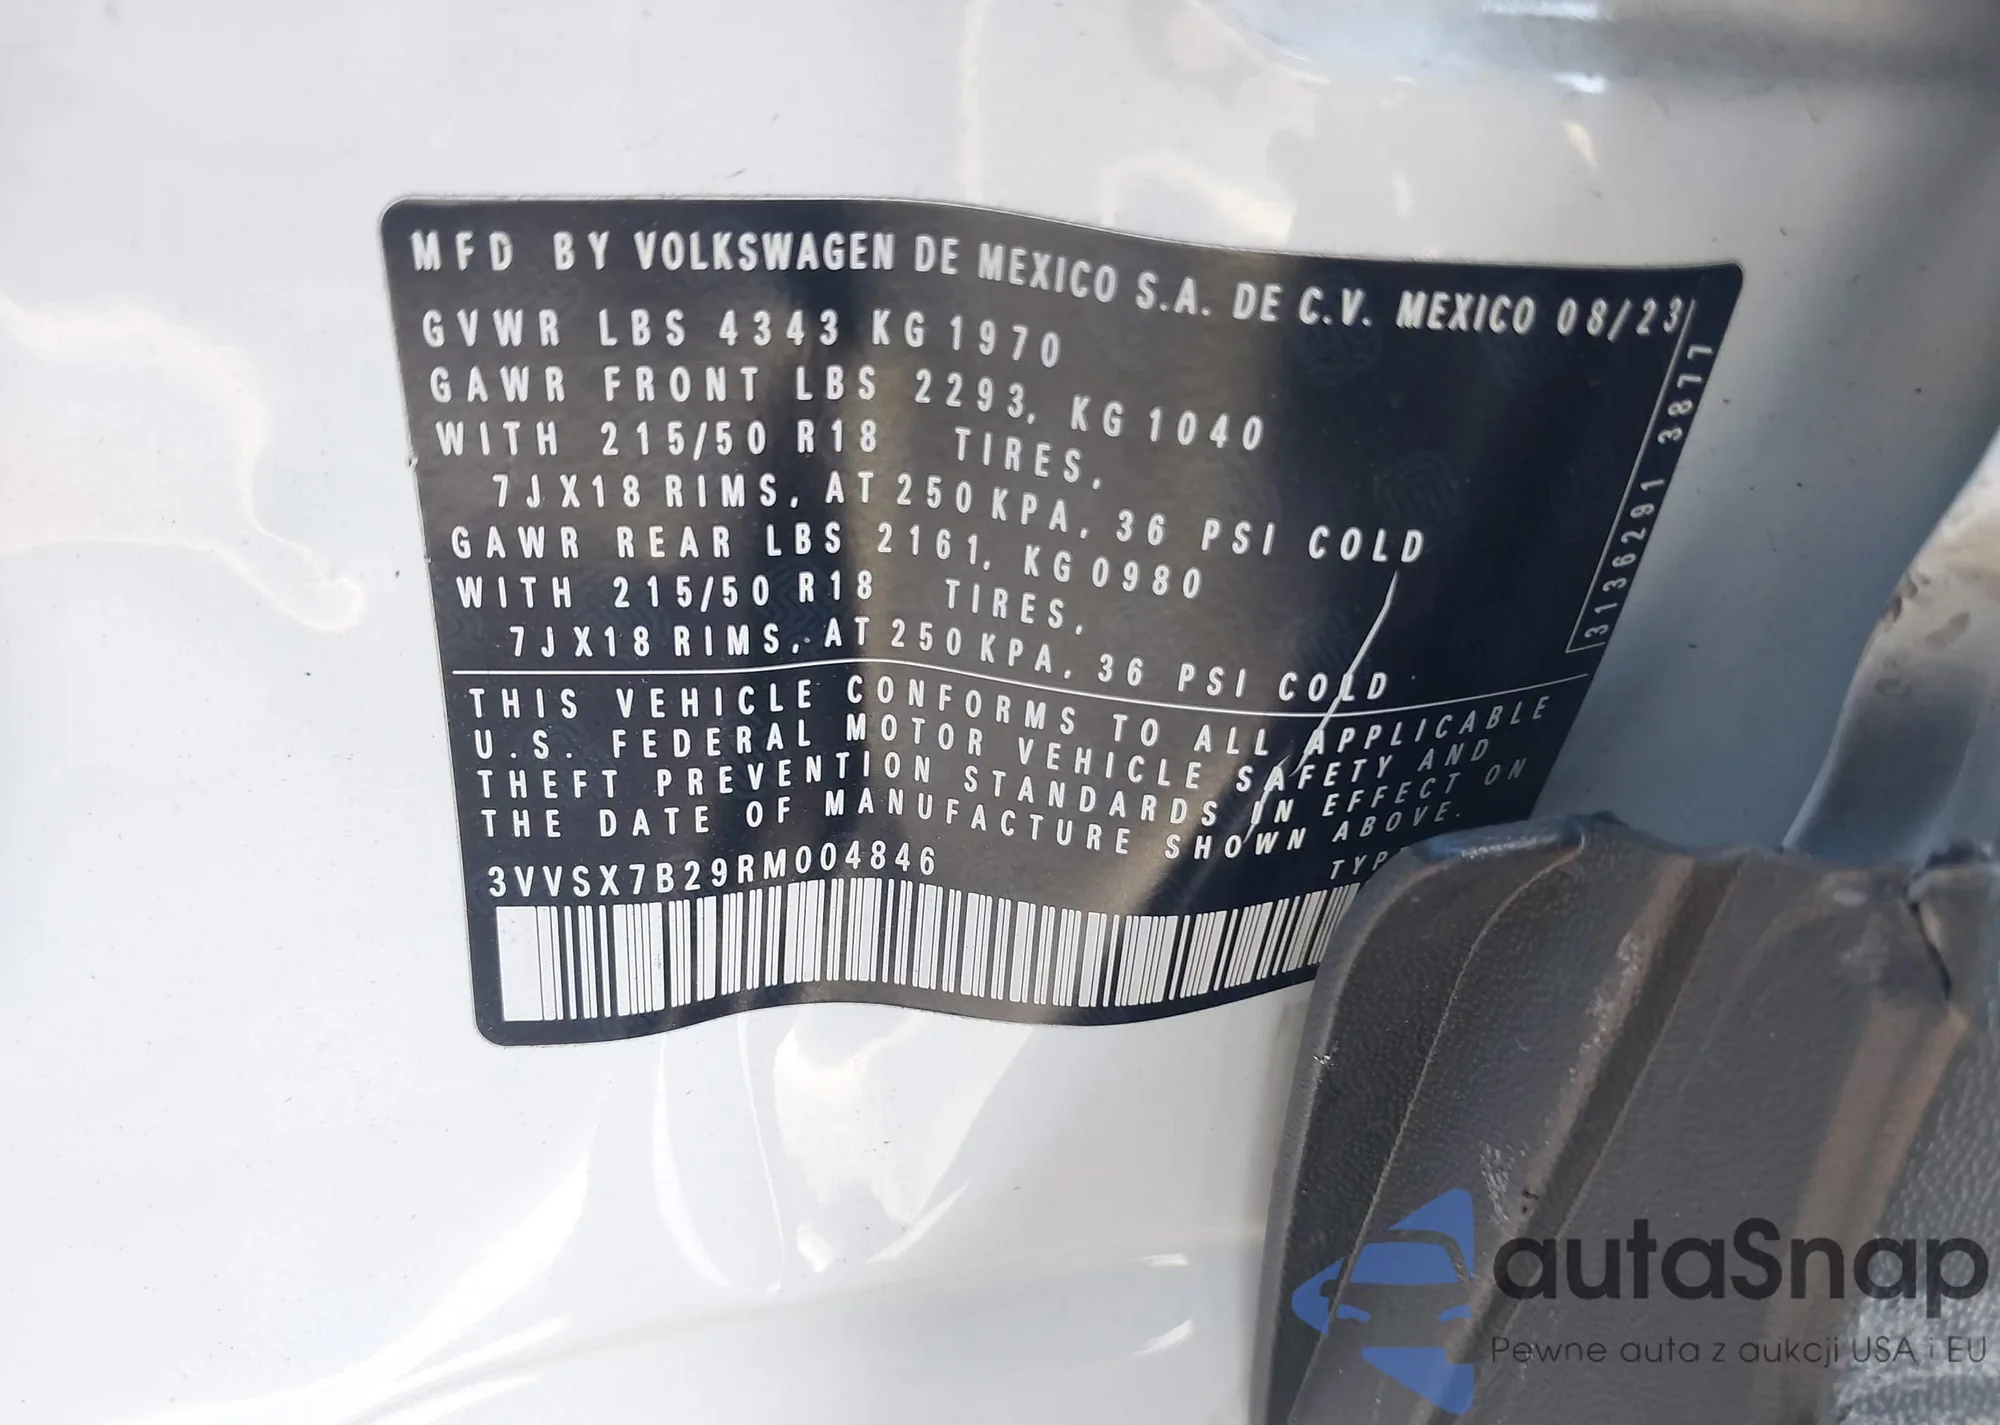 MFD BY VOLKSWAGEN DE MEXICO S.A. DE C.V. MEXICO 08/23
GVWR LBS 4343 KG 1970
GAWR FRONT LBS 2293, KG 1040
WITH 215/50 R18 TIRES,
7JX18 RIMS, AT 250 KPA, 36 PSI COLD
GAWR REAR LBS 2161, KG 0980
WITH 215/50 R18 TIRES,
7JX18 RIMS, AT 250 KPA, 36 PSI COLD
THIS VEHICLE CONFORMS TO ALL APPLICABLE
U.S. FEDERAL MOTOR VEHICLE SAFETY AND
THEFT PREVENTION STANDARDS IN EFFECT ON
THE DATE OF MANUFACTURE SHOWN ABOVE.
3VVSX7B29RM004846
3136291 3877
autaSnap
Pewne auta z aukcji USA i EU